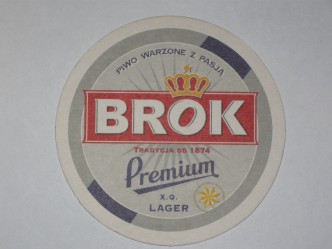 PIWO WARZONE Z PASJĄ
BROK
TRADYCJA OD 1874
Premium
X.O.
LAGER